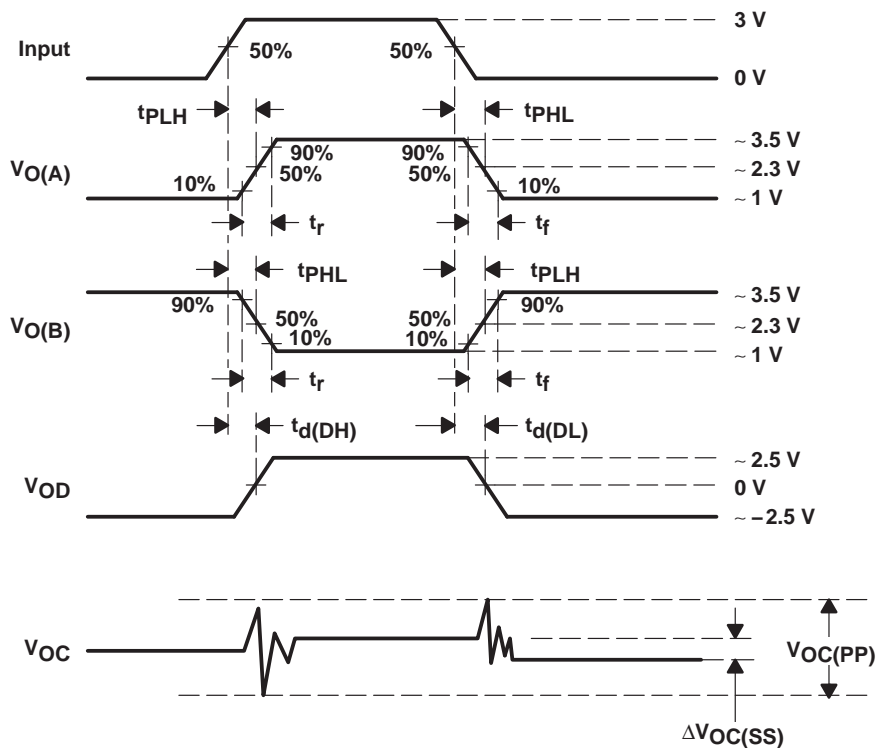 3 V
Input
50%
50%
0 V
tPLH
tPHL
~ 3.5 V
90%
90%
VO(A)
50%
50%
~ 2.3 V
10%
10%
~ 1 V
tr
tf
tPHL
tPLH
~ 3.5 V
90%
90%
VO(B)
50%
50%
~ 2.3 V
10%
10%
~ 1 V
tr
tf
td(DH)
td(DL)
~ 2.5 V
VOD
0 V
~ – 2.5 V
VOC
VOC(PP)
ΔVOC(SS)